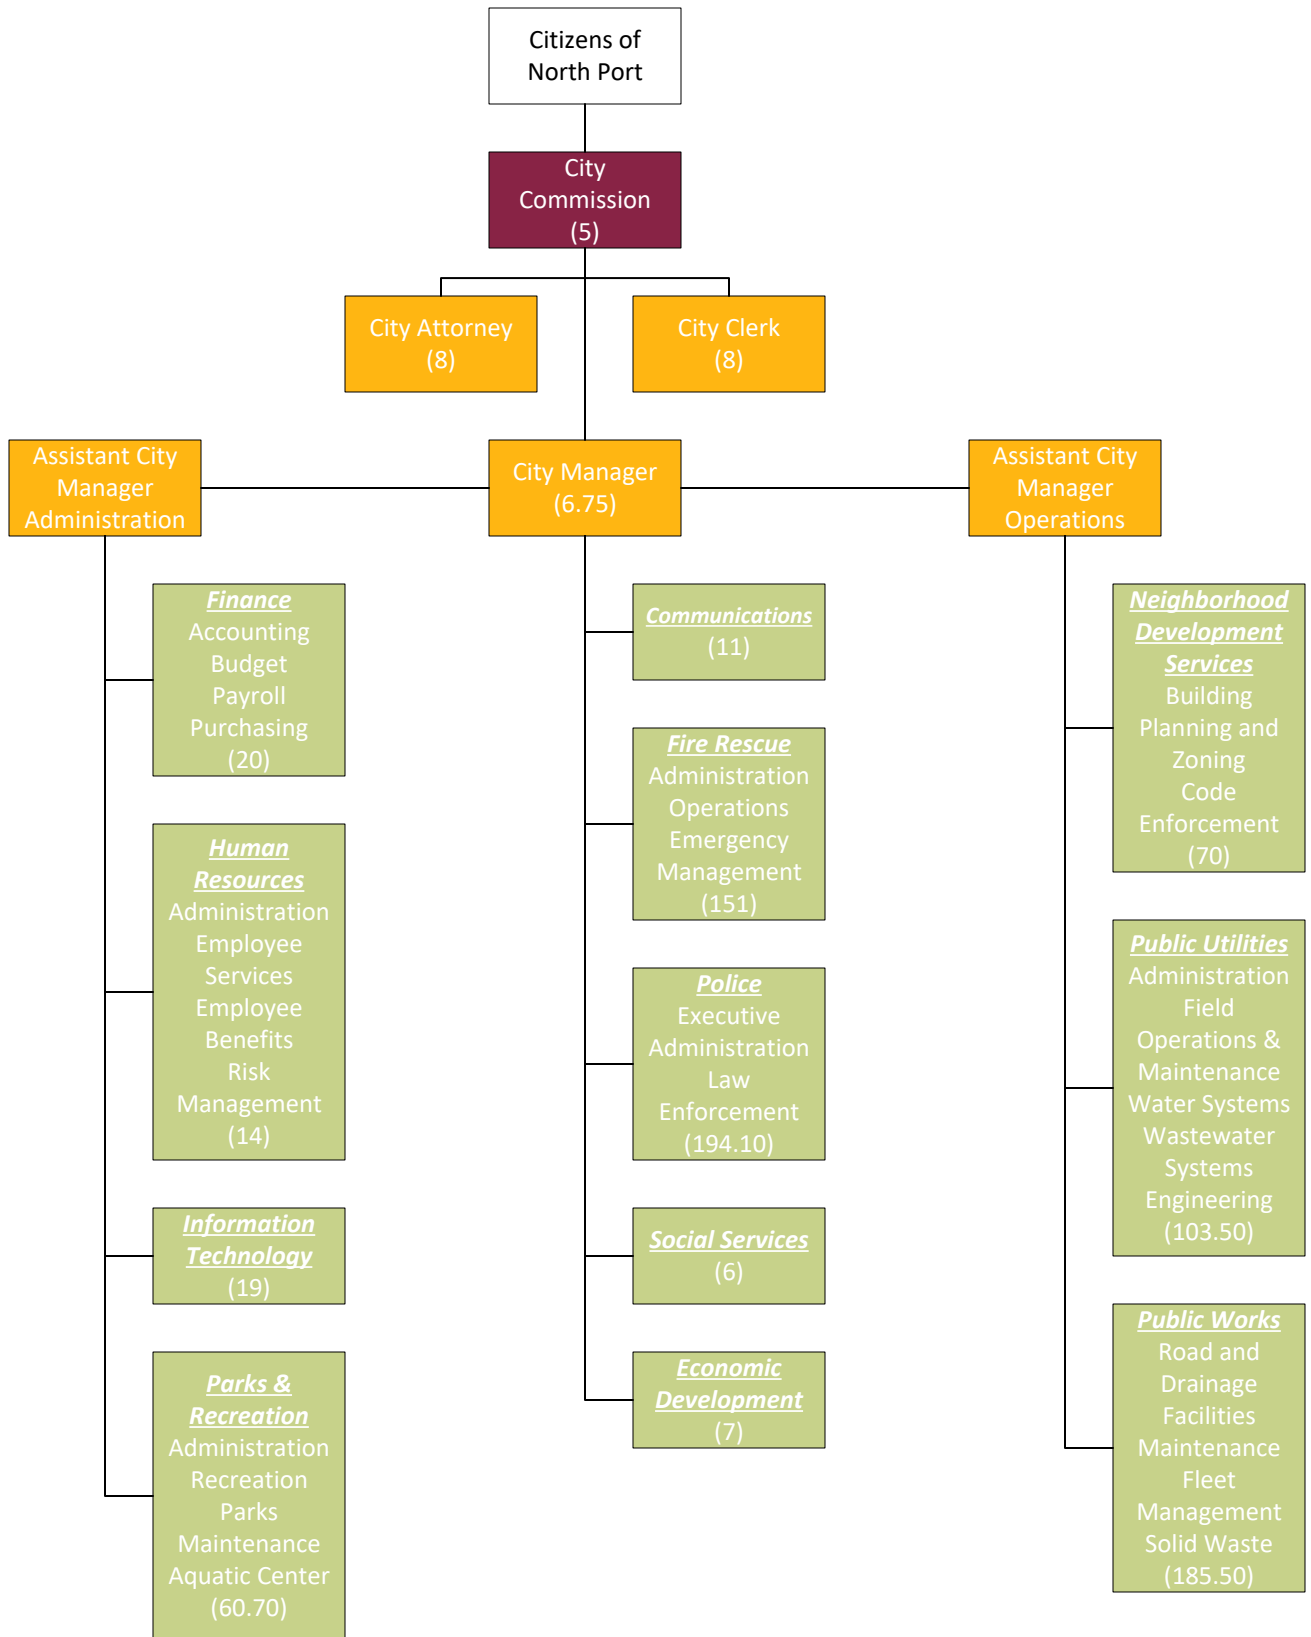 Citizens of
North Port
City
Commission
(5)
City Attorney
(8)
City Clerk
(8)
Assistant City
Manager
Administration
City Manager
(6.75)
Assistant City
Manager
Operations
Finance
Accounting
Budget
Payroll
Purchasing
(20)
Human
Resources
Administration
Employee
Services
Employee
Benefits
Risk
Management
(14)
Information
Technology
(19)
Parks &
Recreation
Administration
Recreation
Parks
Maintenance
Aquatic Center
(60.70)
Communications
(11)
Fire Rescue
Administration
Operations
Emergency
Management
(151)
Police
Executive
Administration
Law
Enforcement
(194.10)
Social Services
(6)
Economic
Development
(7)
Neighborhood
Development
Services
Building
Planning and
Zoning
Code
Enforcement
(70)
Public Utilities
Administration
Field
Operations &
Maintenance
Water Systems
Wastewater
Systems
Engineering
(103.50)
Public Works
Road and
Drainage
Facilities
Maintenance
Fleet
Management
Solid Waste
(185.50)